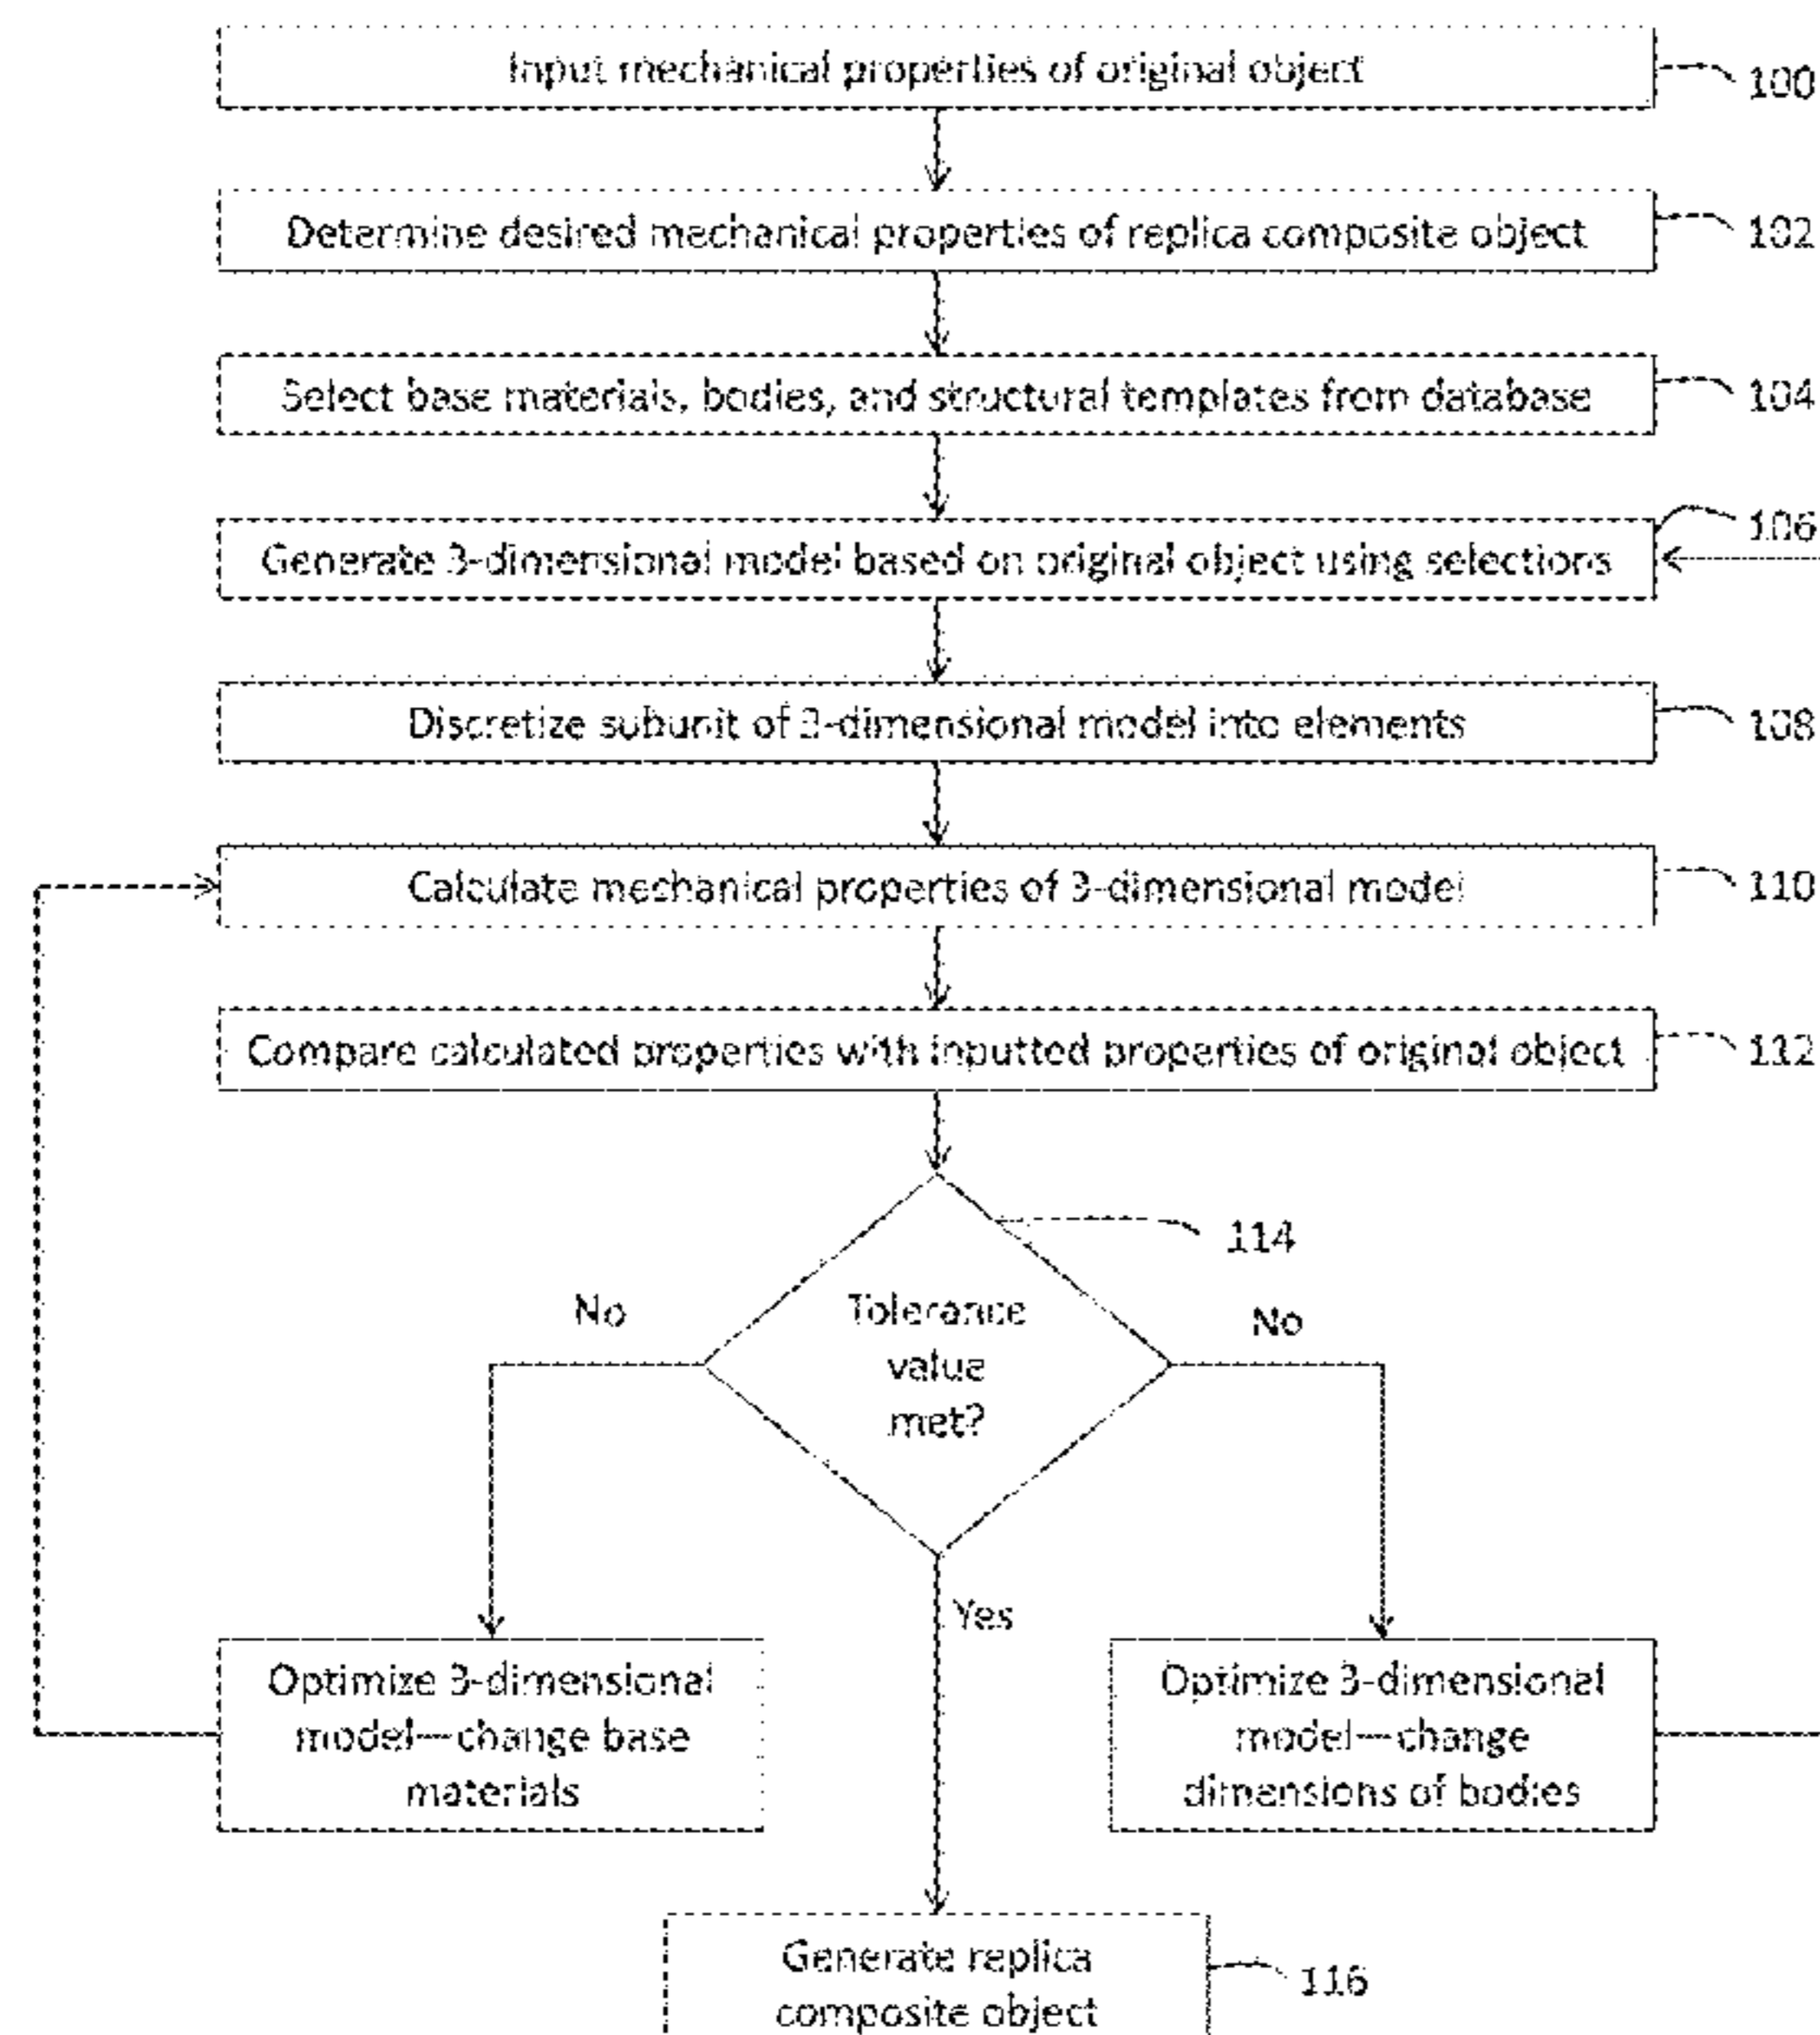 Input mechanical properties of original object
100
Determine desired mechanical properties of replica composite object
102
Select base materials, bodies, and structural templates from database
104
106
Generate 3-dimensional model based on original object using selections
Discretize subunit of 3-dimensional model into elements
108
Calculate mechanical properties of 3-dimensional model
110
Compare calculated properties with inputted properties of original object
112
114
No
Tolerance
value
met?
No
Yes
Optimize 3-dimensional
model—change base
materials
Optimize 3-dimensional
model—change
dimensions of bodies
Generate replica
composite object
116